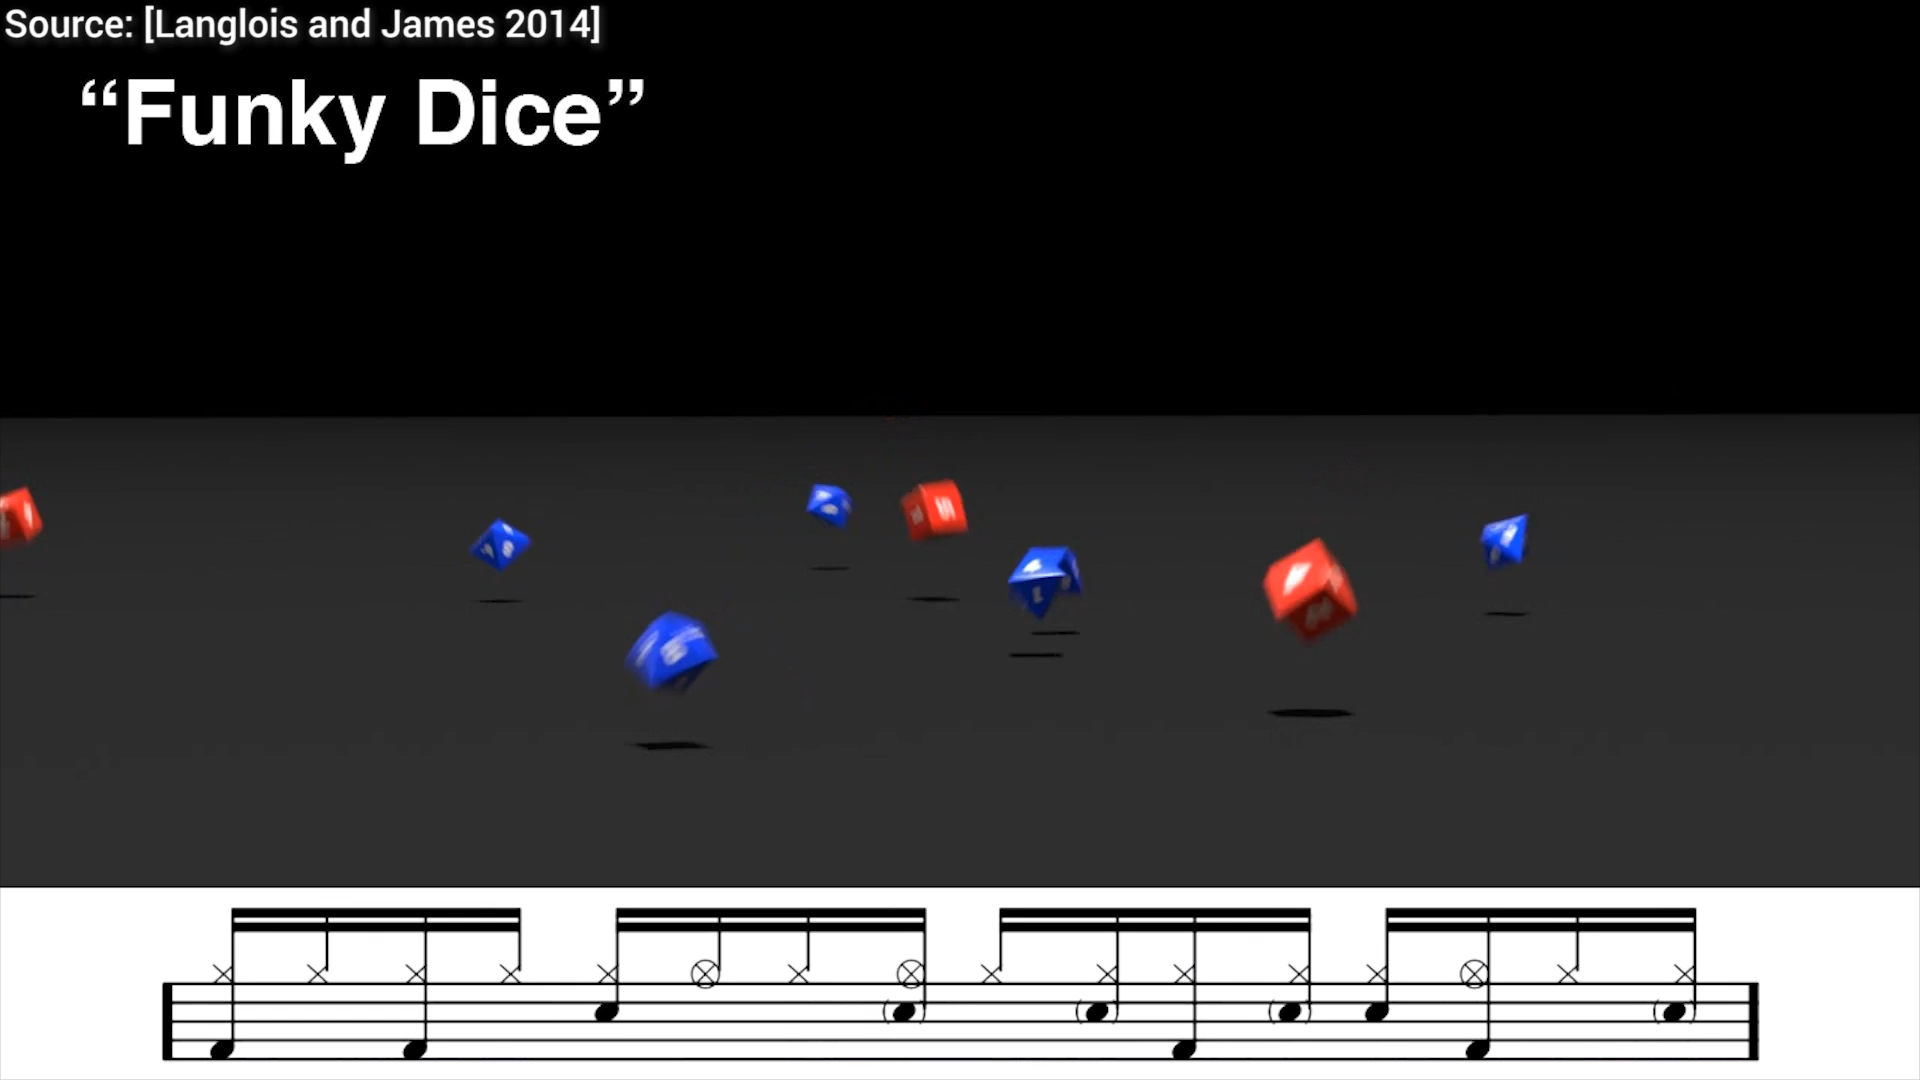 Source: [Langlois and James 2014]
“Funky Dice”